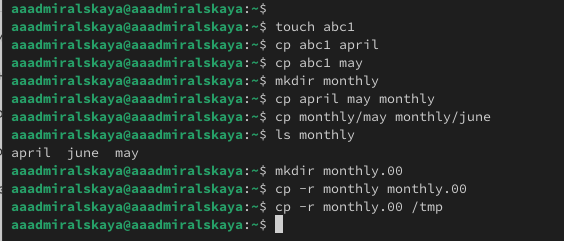 aaadmiralskaya@aaadmiralskaya:~$
aaadmiralskaya@aaadmiralskaya:~$ touch abc1
aaadmiralskaya@aaadmiralskaya:~$ cp abc1 april
aaadmiralskaya@aaadmiralskaya:~$ cp abc1 may
aaadmiralskaya@aaadmiralskaya:~$ mkdir monthly
aaadmiralskaya@aaadmiralskaya:~$ cp april may monthly
aaadmiralskaya@aaadmiralskaya:~$ cp monthly/may monthly/june
aaadmiralskaya@aaadmiralskaya:~$ ls monthly
april  june  may
aaadmiralskaya@aaadmiralskaya:~$ mkdir monthly.00
aaadmiralskaya@aaadmiralskaya:~$ cp -r monthly monthly.00
aaadmiralskaya@aaadmiralskaya:~$ cp -r monthly.00 /tmp
aaadmiralskaya@aaadmiralskaya:~$